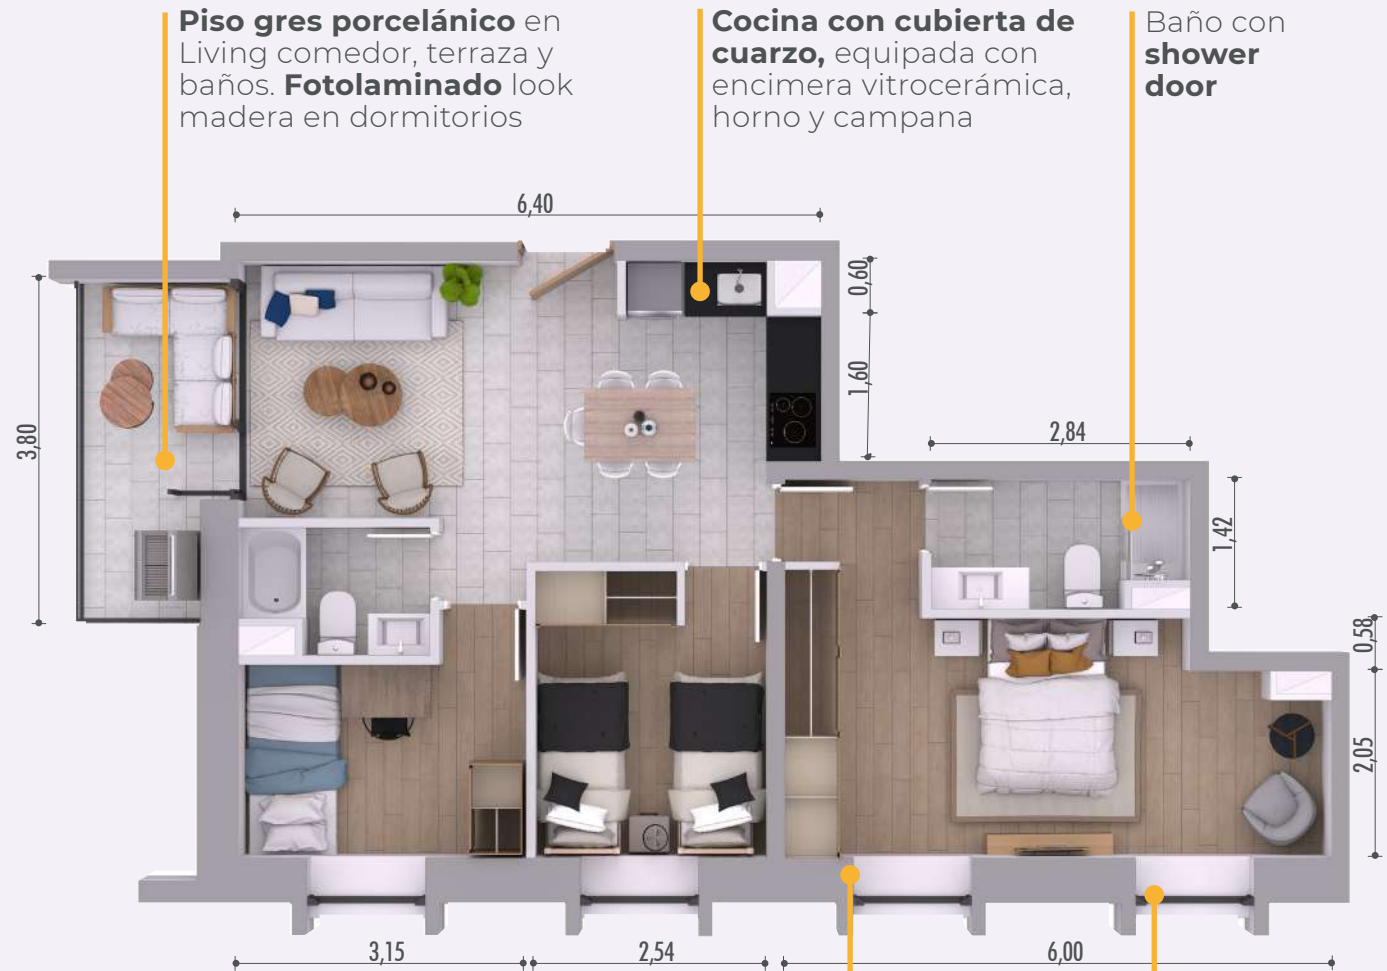 Piso gres porcelánico en
Living comedor, terraza y
baños. Fotolaminado look
madera en dormitorios
Cocina con cubierta de
cuarzo, equipada con
encimera vitrocerámica,
horno y campana
Baño con
shower
door
6,40
3,80
0,60
1,60
2,84
1,42
0,58
2,05
3,15
2,54
6,00